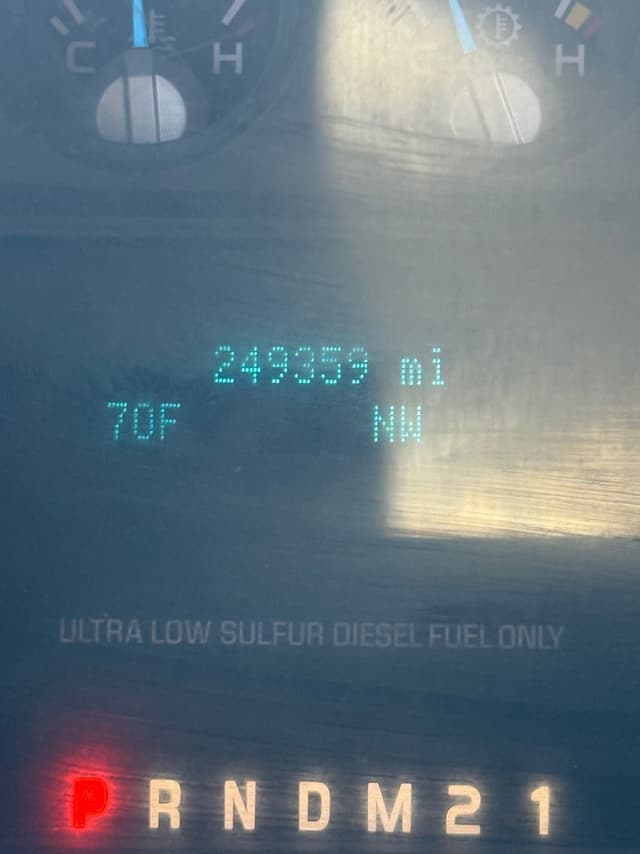 C H C H
249359 mi
70F NW
ULTRA LOW SULFUR DIESEL FUEL ONLY
P R N D M 2 1